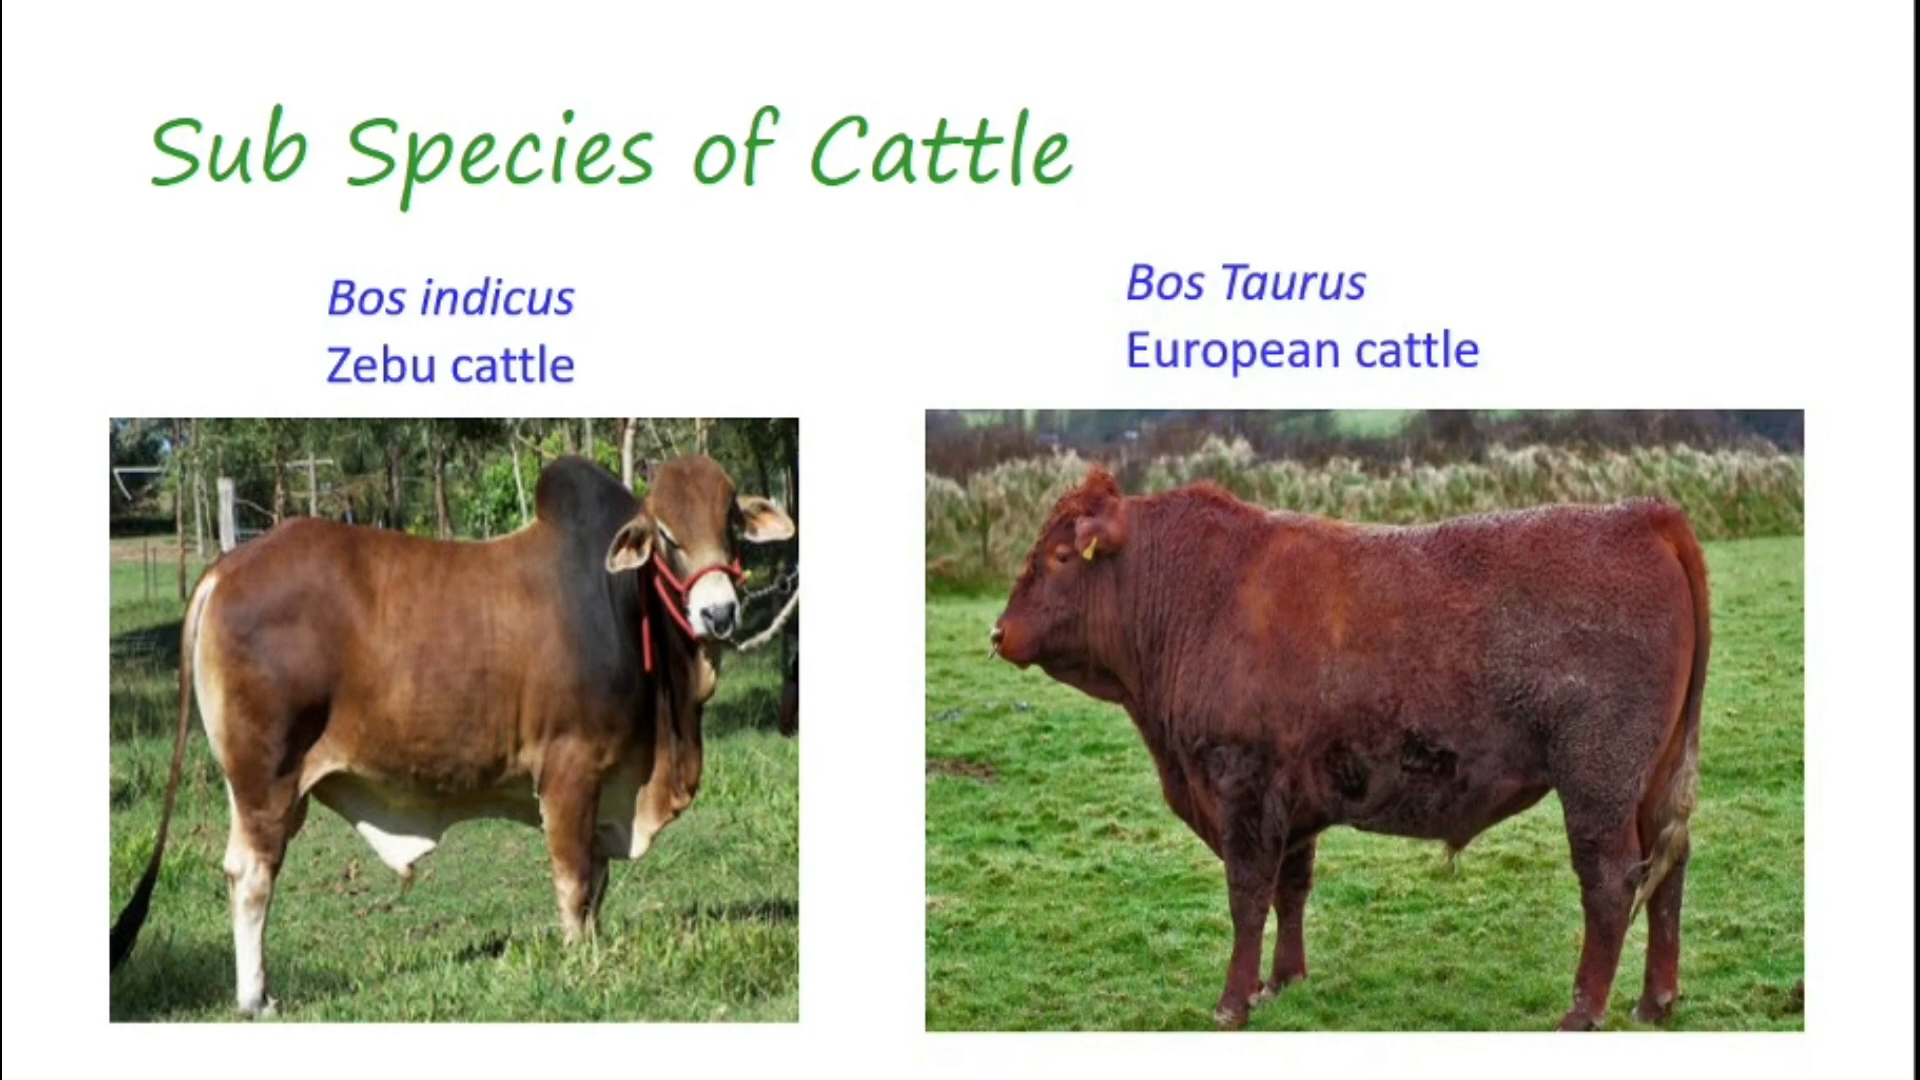 Sub Species of Cattle
Bos indicus
Zebu cattle
Bos Taurus
European cattle